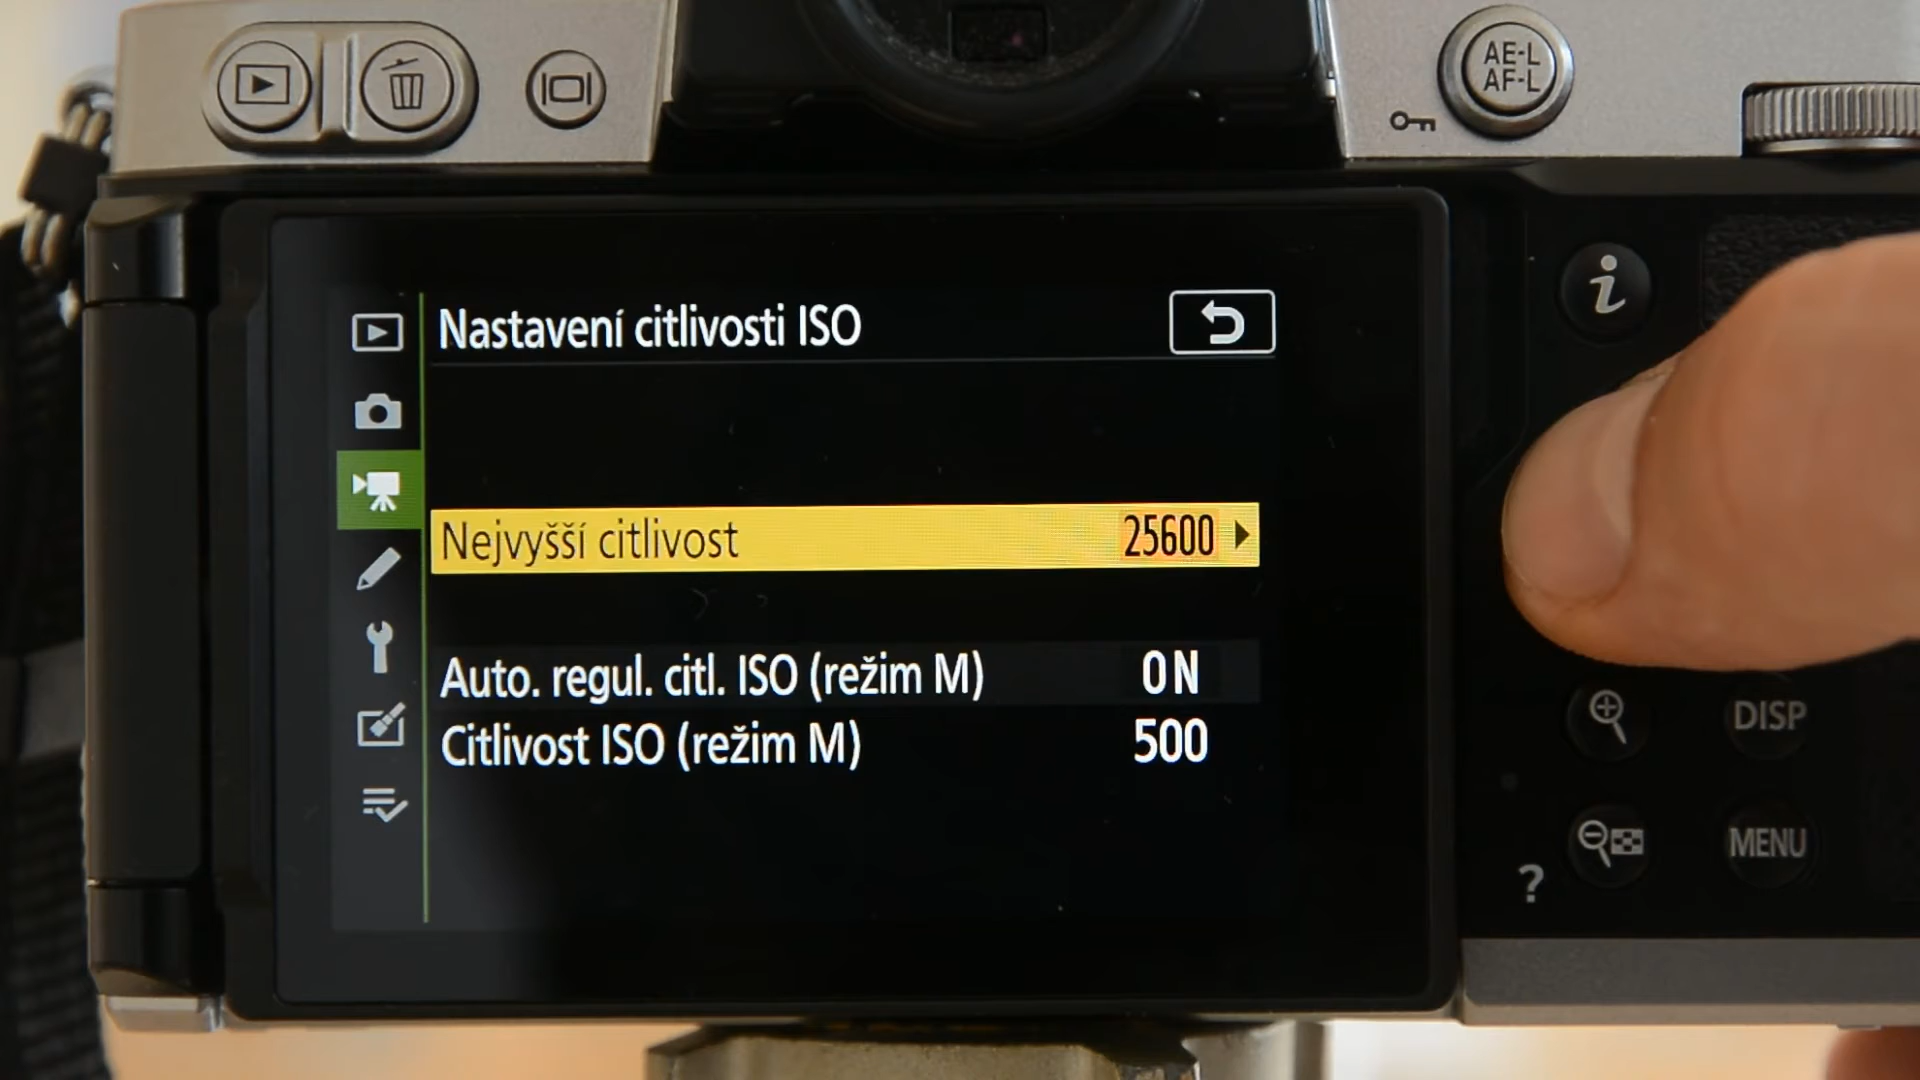 AE-L
AF-L
Nastavení citlivosti ISO
i
Nejvyšší citlivost 25600
Auto. regul. citl. ISO (režim M) ON
Citlivost ISO (režim M) 500
DISP
MENU
?